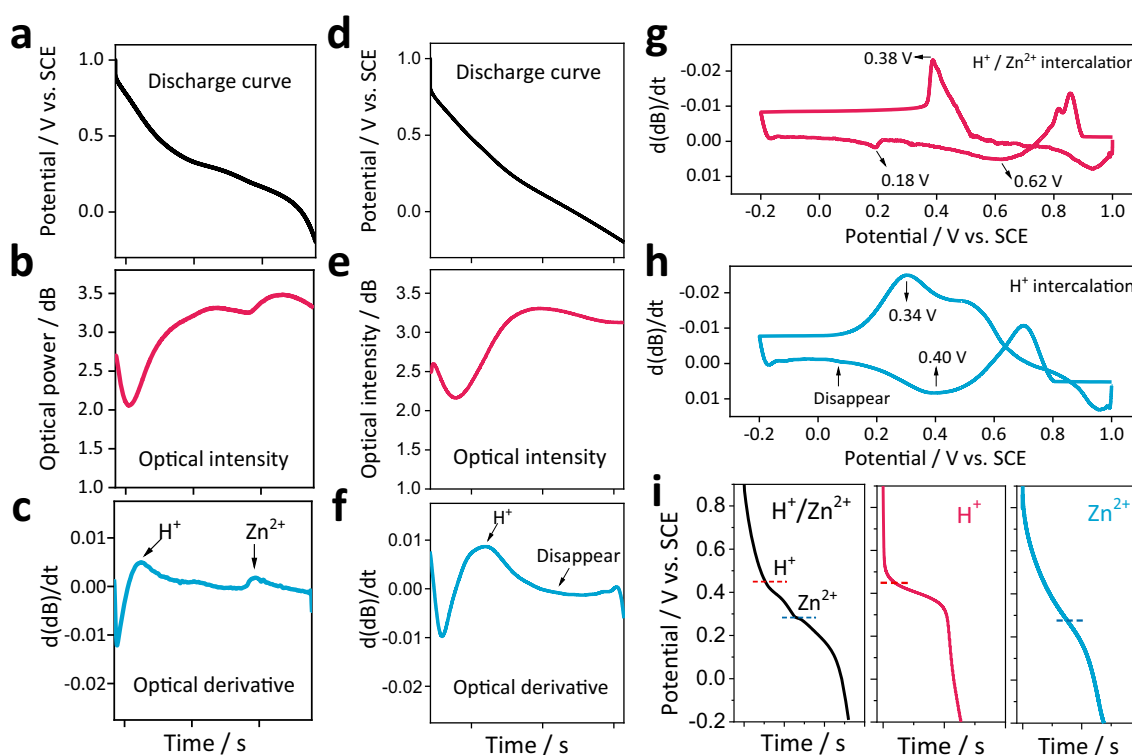 a
Potential / V vs. SCE
1.0
0.5
0.0
Discharge curve
b
Optical power / dB
3.5
3.0
2.5
2.0
1.0
Optical intensity
c
d(dB)/dt
0.01
0.00
-0.01
-0.02
H⁺
Zn²⁺
Optical derivative
Time / s
d
Potential / V vs. SCE
1.0
0.5
0.0
Discharge curve
e
Optical intensity / dB
3.5
3.0
2.5
2.0
1.0
Optical intensity
f
d(dB)/dt
0.01
0.00
-0.01
-0.02
H⁺
Disappear
Optical derivative
Time / s
g
d(dB)/dt
-0.02
-0.01
0.00
0.01
0.38 V
H⁺ / Zn²⁺ intercalation
0.18 V
0.62 V
-0.2 0.0 0.2 0.4 0.6 0.8 1.0
Potential / V vs. SCE
h
d(dB)/dt
-0.02
-0.01
0.00
0.01
H⁺ intercalation
0.34 V
0.40 V
Disappear
-0.2 0.0 0.2 0.4 0.6 0.8 1.0
Potential / V vs. SCE
i
Potential / V vs. SCE
0.8
0.6
0.4
0.2
0.0
-0.2
H⁺/Zn²⁺
H⁺
Zn²⁺
H⁺
Zn²⁺
Time / s